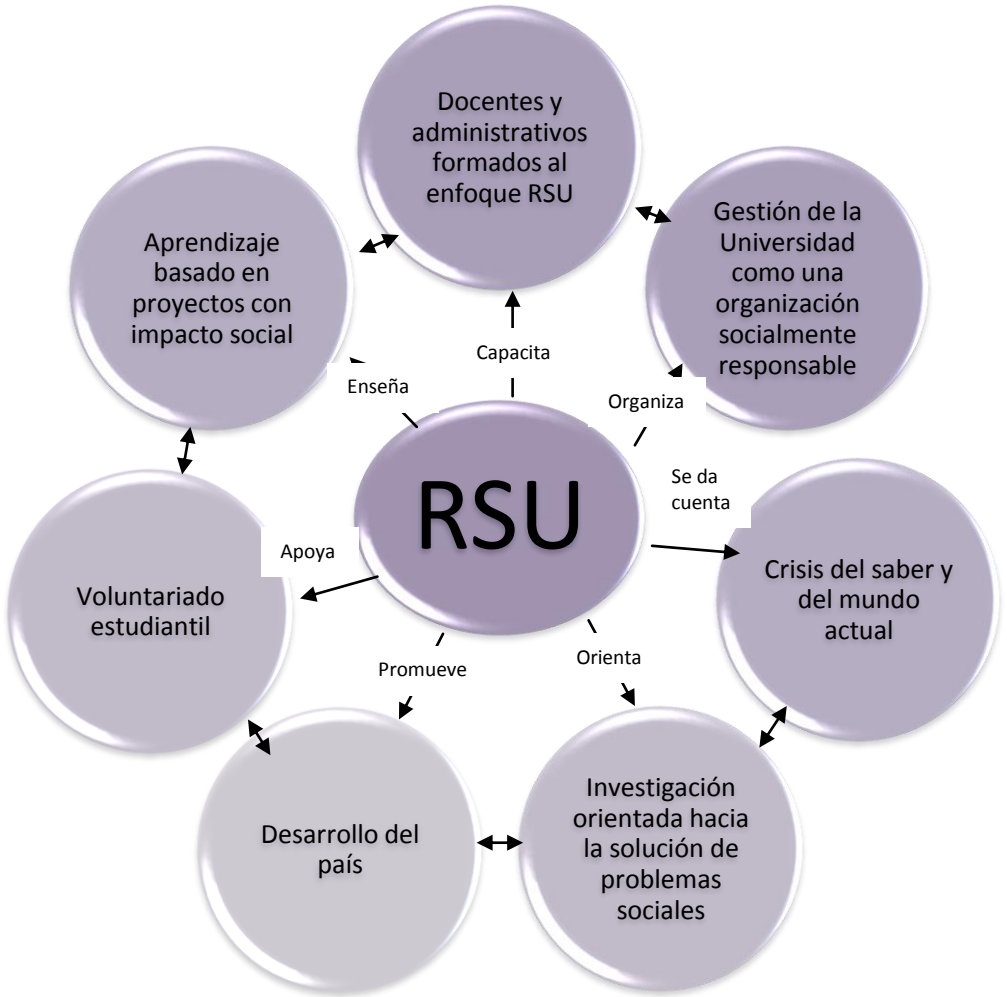 Docentes y
administrativos
formados al
enfoque RSU
Gestión de la
Universidad
como una
organización
socialmente
responsable
Aprendizaje
basado en
proyectos con
impacto social
Capacita
Enseña
Organiza
RSU
Se da
cuenta
Crisis del saber y
del mundo
actual
Apoya
Voluntariado
estudiantil
Promueve
Orienta
Desarrollo del
país
Investigación
orientada hacia
la solución de
problemas
sociales